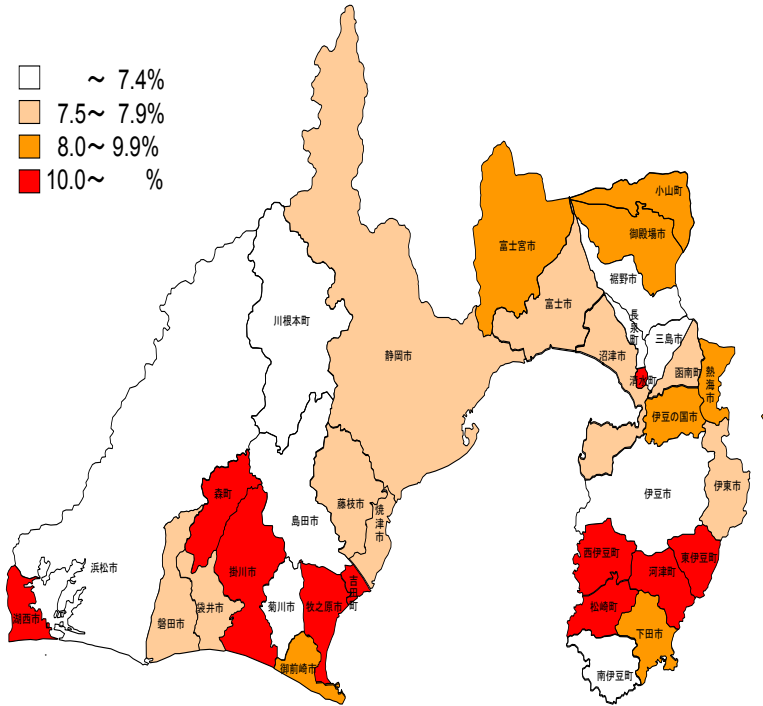 ～ 7.4%
7.5～ 7.9%
8.0～ 9.9%
10.0～ %
小山町
御殿場市
富士宮市
裾野市
富士市
長泉町
川根本町
三島市
静岡市
沼津市
函南町
熱海市
清水町
伊豆の国市
伊東市
伊豆市
森町
藤枝市
焼津市
島田市
西伊豆町
東伊豆町
浜松市
掛川市
河津町
吉田町
湖西市
袋井市
菊川市
牧之原市
松崎町
磐田市
下田市
御前崎市
南伊豆町